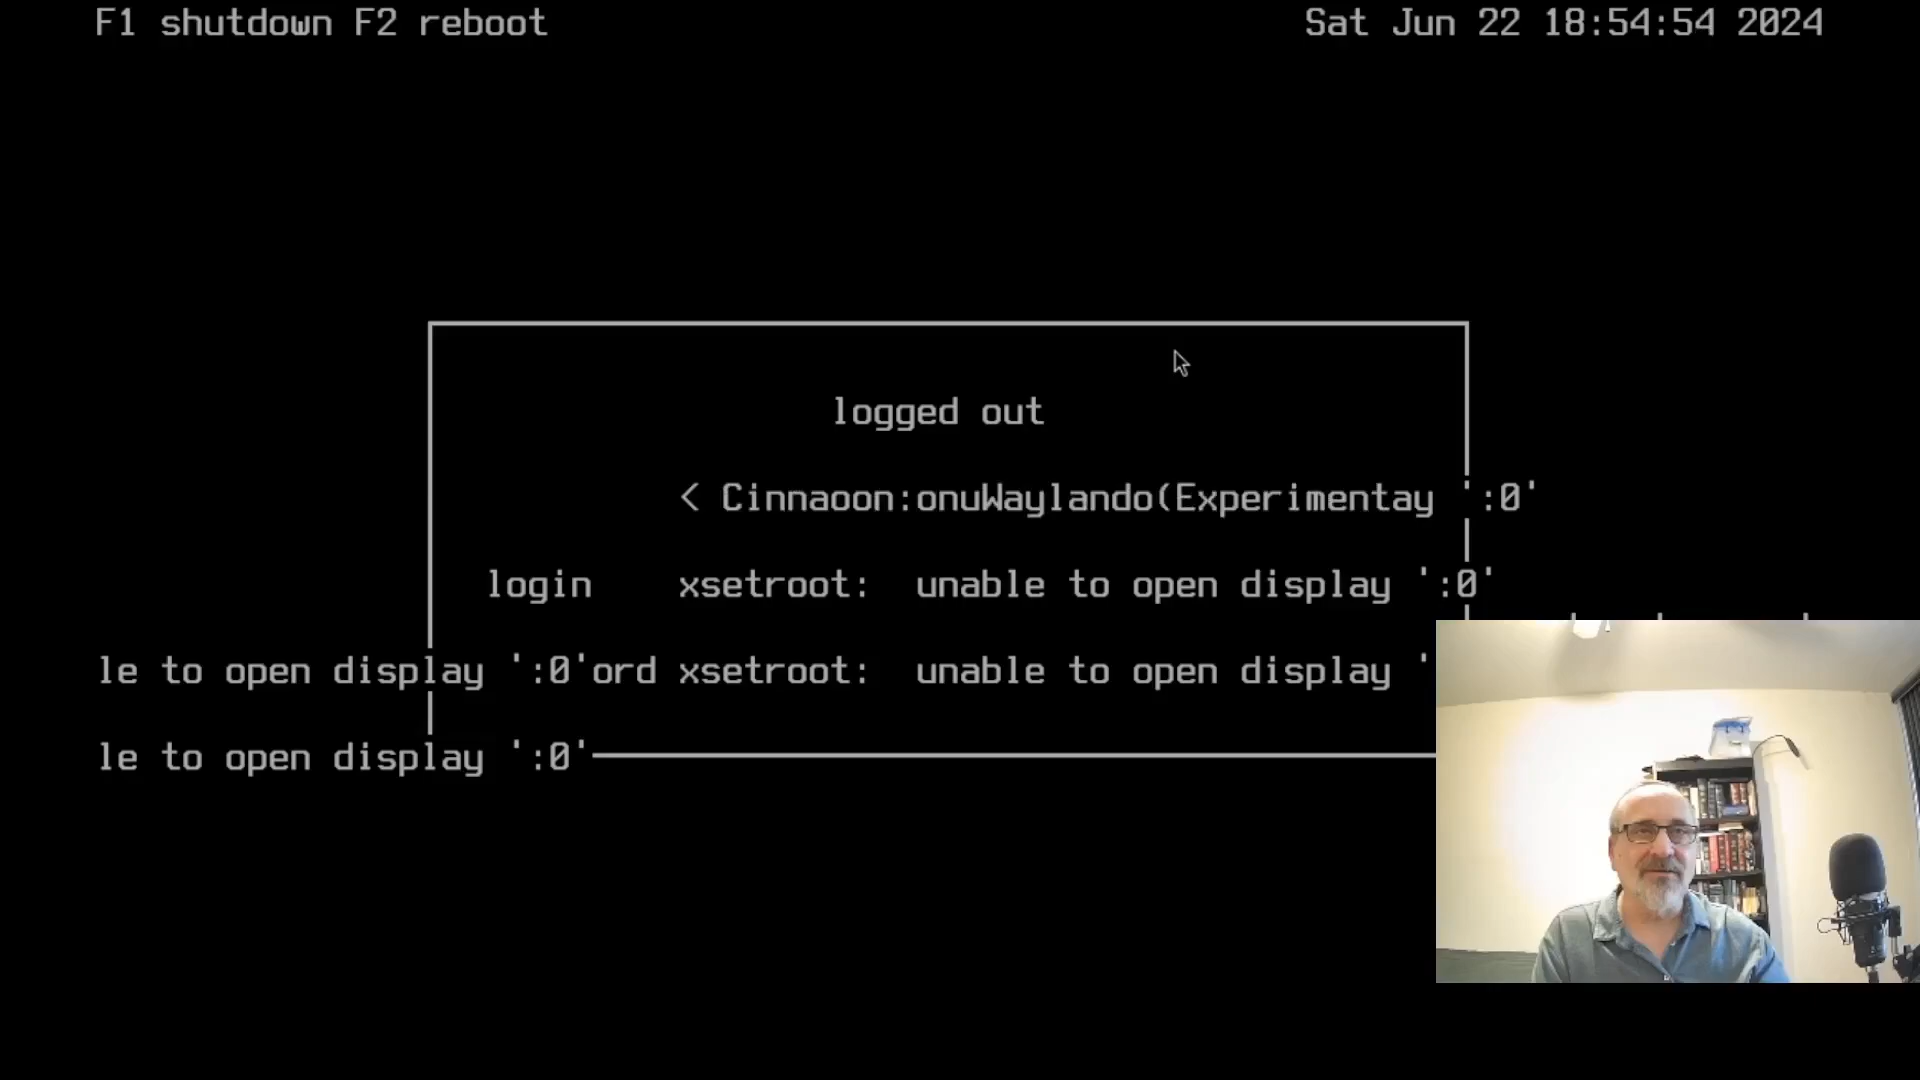 F1 shutdown F2 reboot Sat Jun 22 18:54:54 2024
logged out
< Cinnaoon:onuWaylando(Experimentay ':0'
login xsetroot: unable to open display ':0'
le to open display ':0'ord xsetroot: unable to open display '
le to open display ':0'